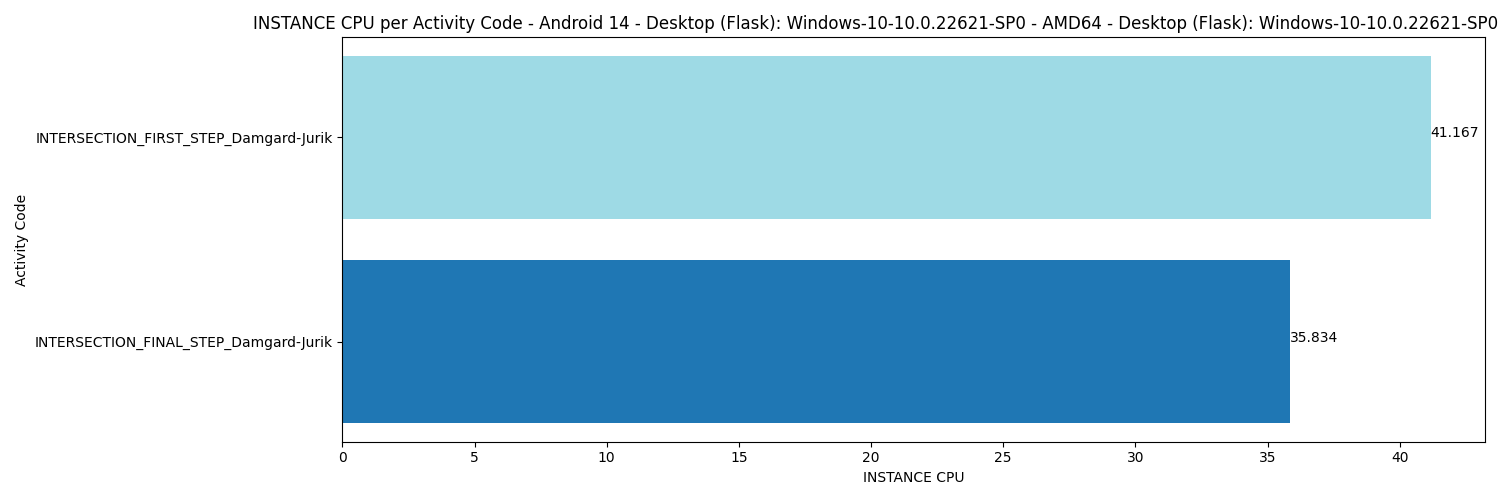 INSTANCE CPU per Activity Code - Android 14 - Desktop (Flask): Windows-10-10.0.22621-SP0 - AMD64 - Desktop (Flask): Windows-10-10.0.22621-SP0
INTERSECTION_FIRST_STEP_Damgard-Jurik
41.167
Activity Code
INTERSECTION_FINAL_STEP_Damgard-Jurik
35.834
0 5 10 15 20 25 30 35 40
INSTANCE CPU